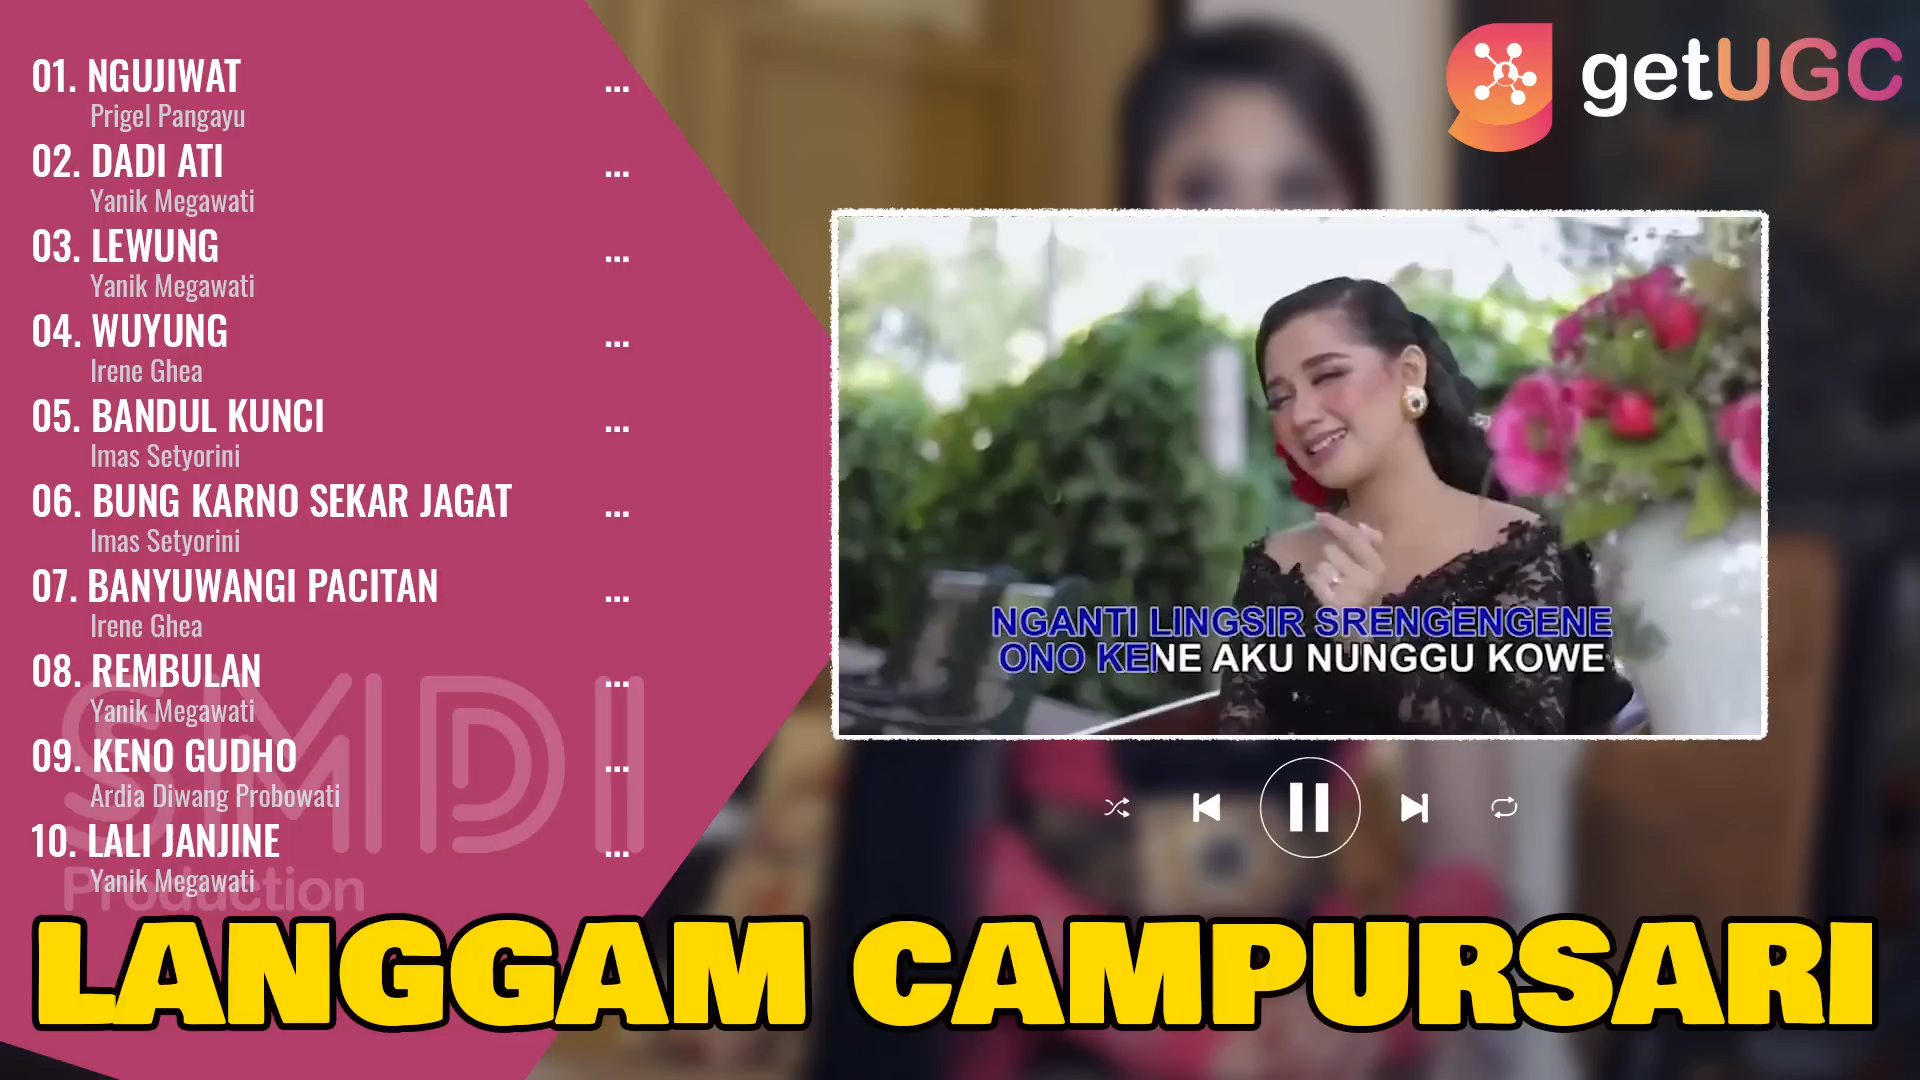 01. NGUJIWAT ...
Prigel Pangayu
02. DADI ATI ...
Yanik Megawati
03. LEWUNG ...
Yanik Megawati
04. WUYUNG ...
Irene Ghea
05. BANDUL KUNCI ...
Imas Setyorini
06. BUNG KARNO SEKAR JAGAT ...
Imas Setyorini
07. BANYUWANGI PACITAN ...
Irene Ghea
08. REMBULAN ...
Yanik Megawati
09. KENO GUDHO ...
Ardia Diwang Probowati
10. LALI JANJINE ...
Yanik Megawati
SMDI
Production
getUGC
NGANTI LINGSIR SRENGENGENE
ONO KENE AKU NUNGGU KOWE
LANGGAM CAMPURSARI